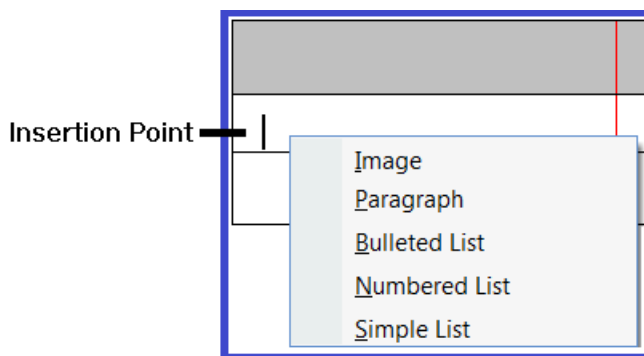 Insertion Point
Image
Paragraph
Bulleted List
Numbered List
Simple List